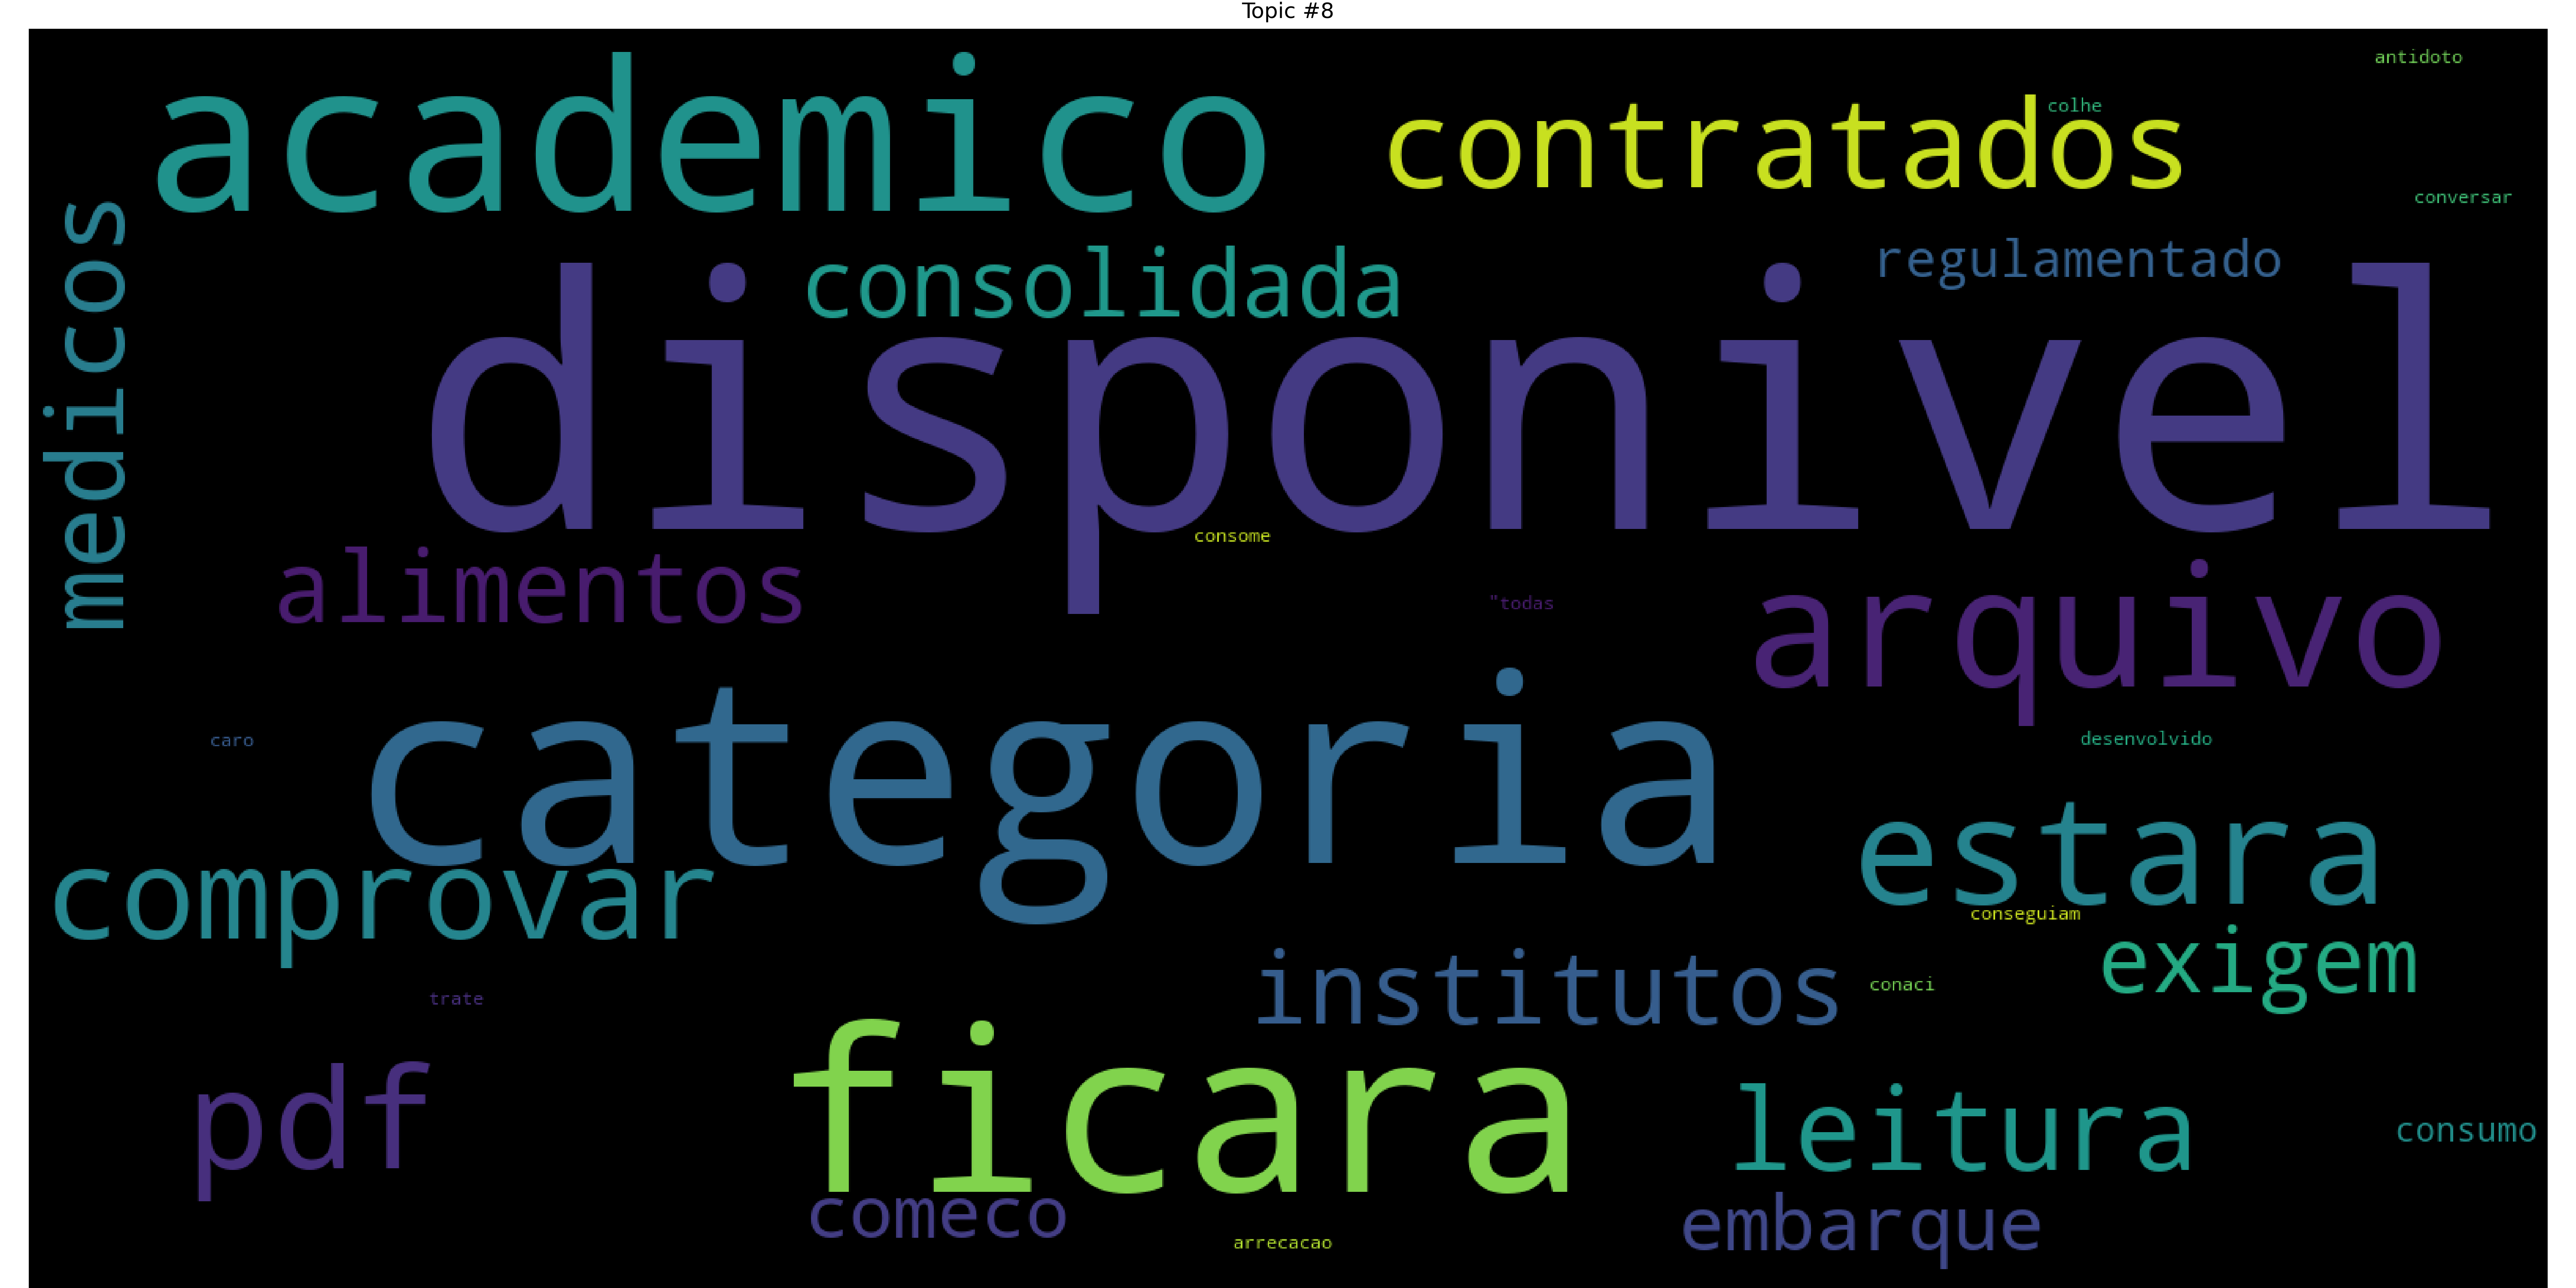 Topic #8
antidoto
academico
contratados
colhe
conversar
medicos
consolidada
regulamentado
disponivel
consome
alimentos
"todas
arquivo
categoria
caro
desenvolvido
comprovar
estara
conseguiam
exigem
institutos
conaci
trate
pdf
ficara
leitura
consumo
comeco
embarque
arrecacao